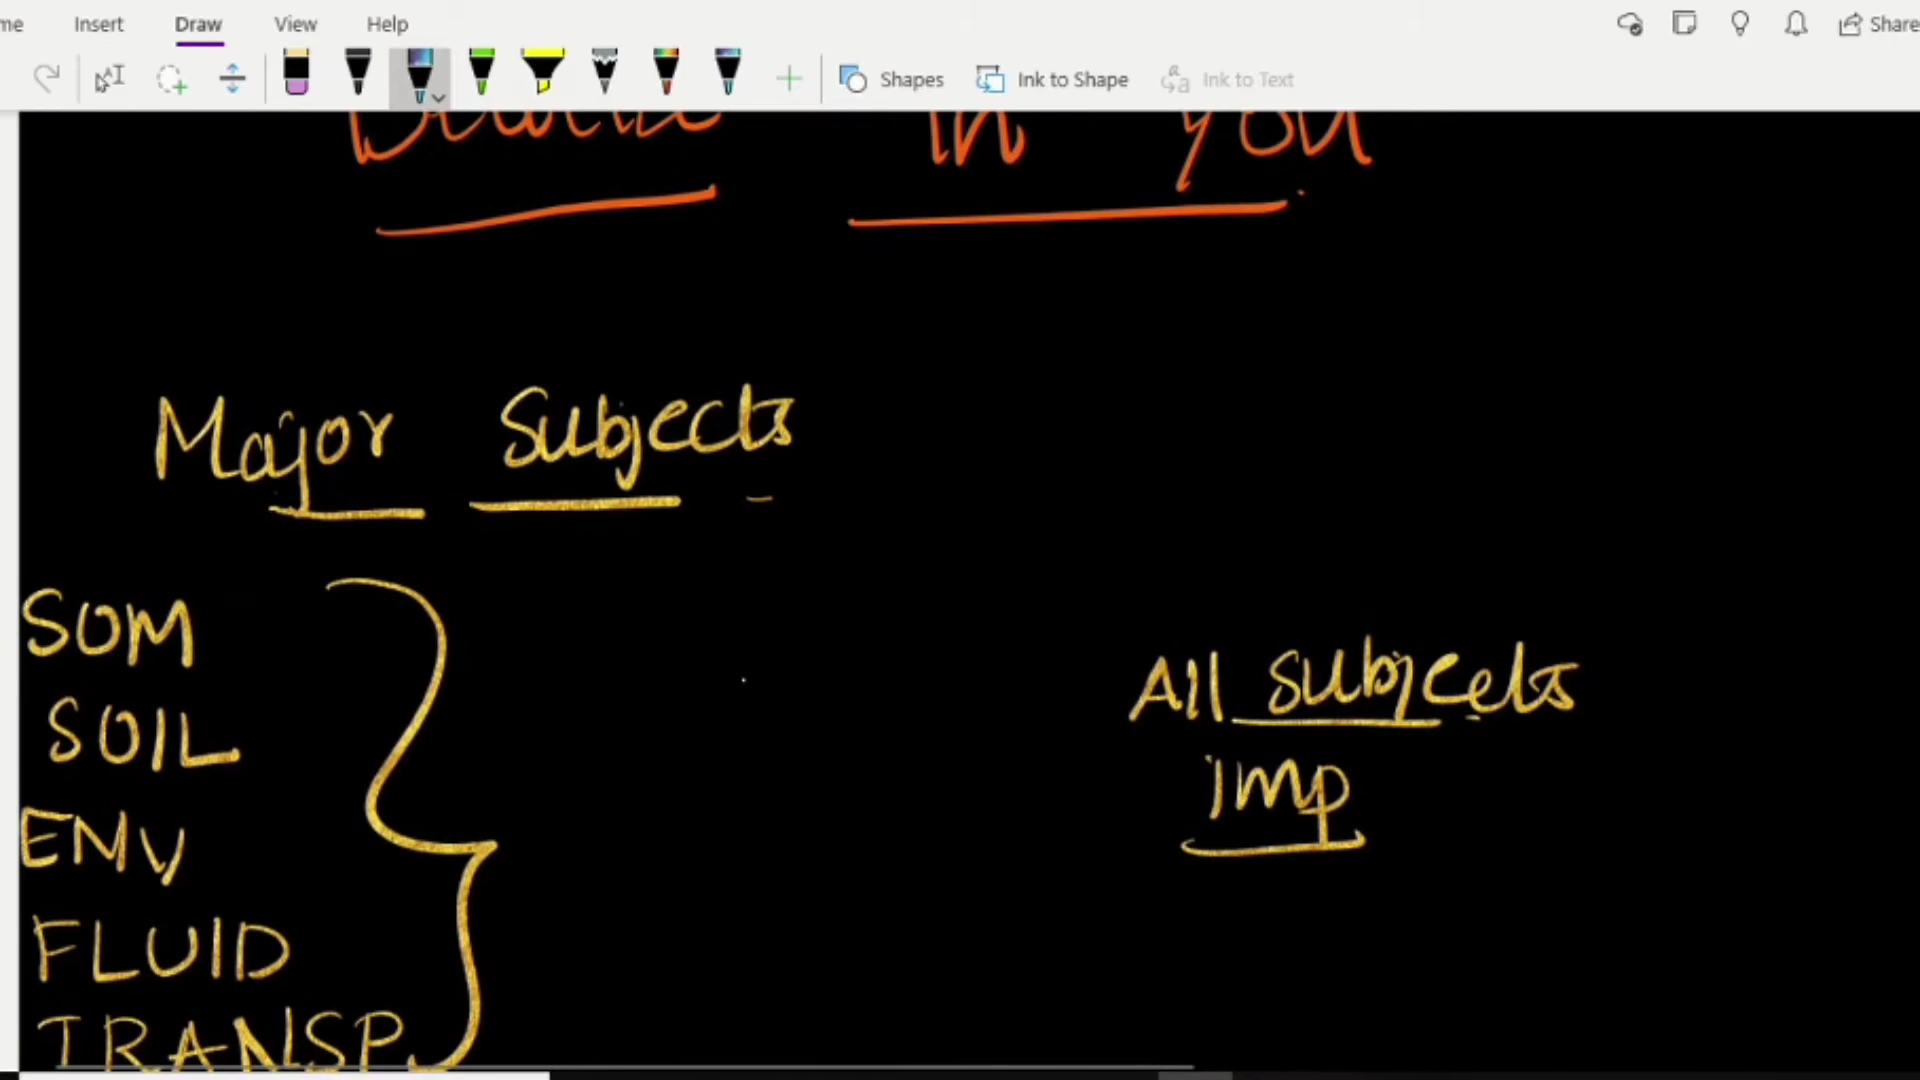 Insert Draw View Help Share
Shapes Ink to Shape Ink to Text
in you
Major Subjects
SOM
SOIL
ENV
FLUID
TRANSP.
All subjects
imp